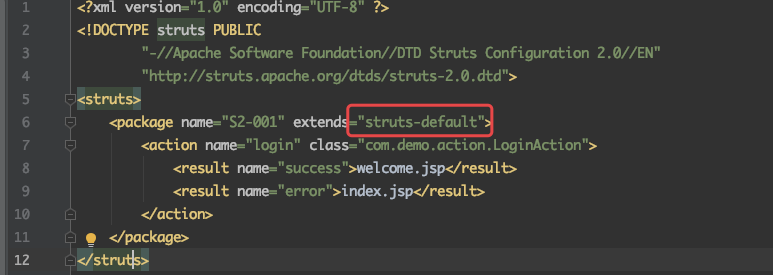 1 <?xml version="1.0" encoding="UTF-8" ?>
2 <!DOCTYPE struts PUBLIC
3 "-//Apache Software Foundation//DTD Struts Configuration 2.0//EN"
4 "http://struts.apache.org/dtds/struts-2.0.dtd">
5 <struts>
6 <package name="S2-001" extends="struts-default">
7 <action name="login" class="com.demo.action.LoginAction">
8 <result name="success">welcome.jsp</result>
9 <result name="error">index.jsp</result>
10 </action>
11 </package>
12 </struts>